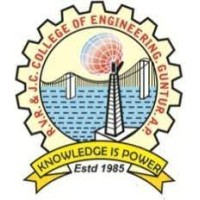 R.V.R. & J.C. COLLEGE OF ENGINEERING, GUNTUR, A.P.
KNOWLEDGE IS POWER
Estd 1985